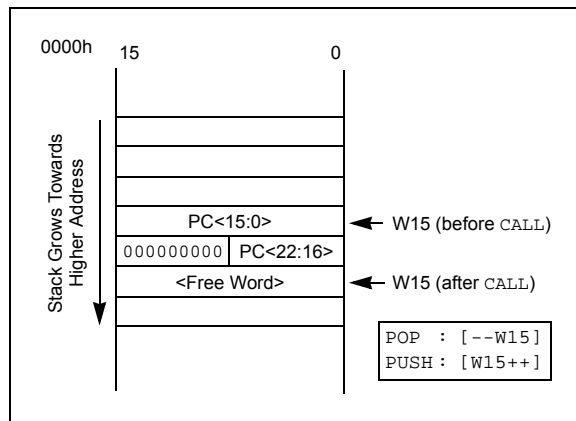 0000h
15 0
Stack Grows Towards
Higher Address
PC<15:0>
W15 (before CALL)
000000000 PC<22:16>
<Free Word>
W15 (after CALL)
POP : [--W15]
PUSH : [W15++]